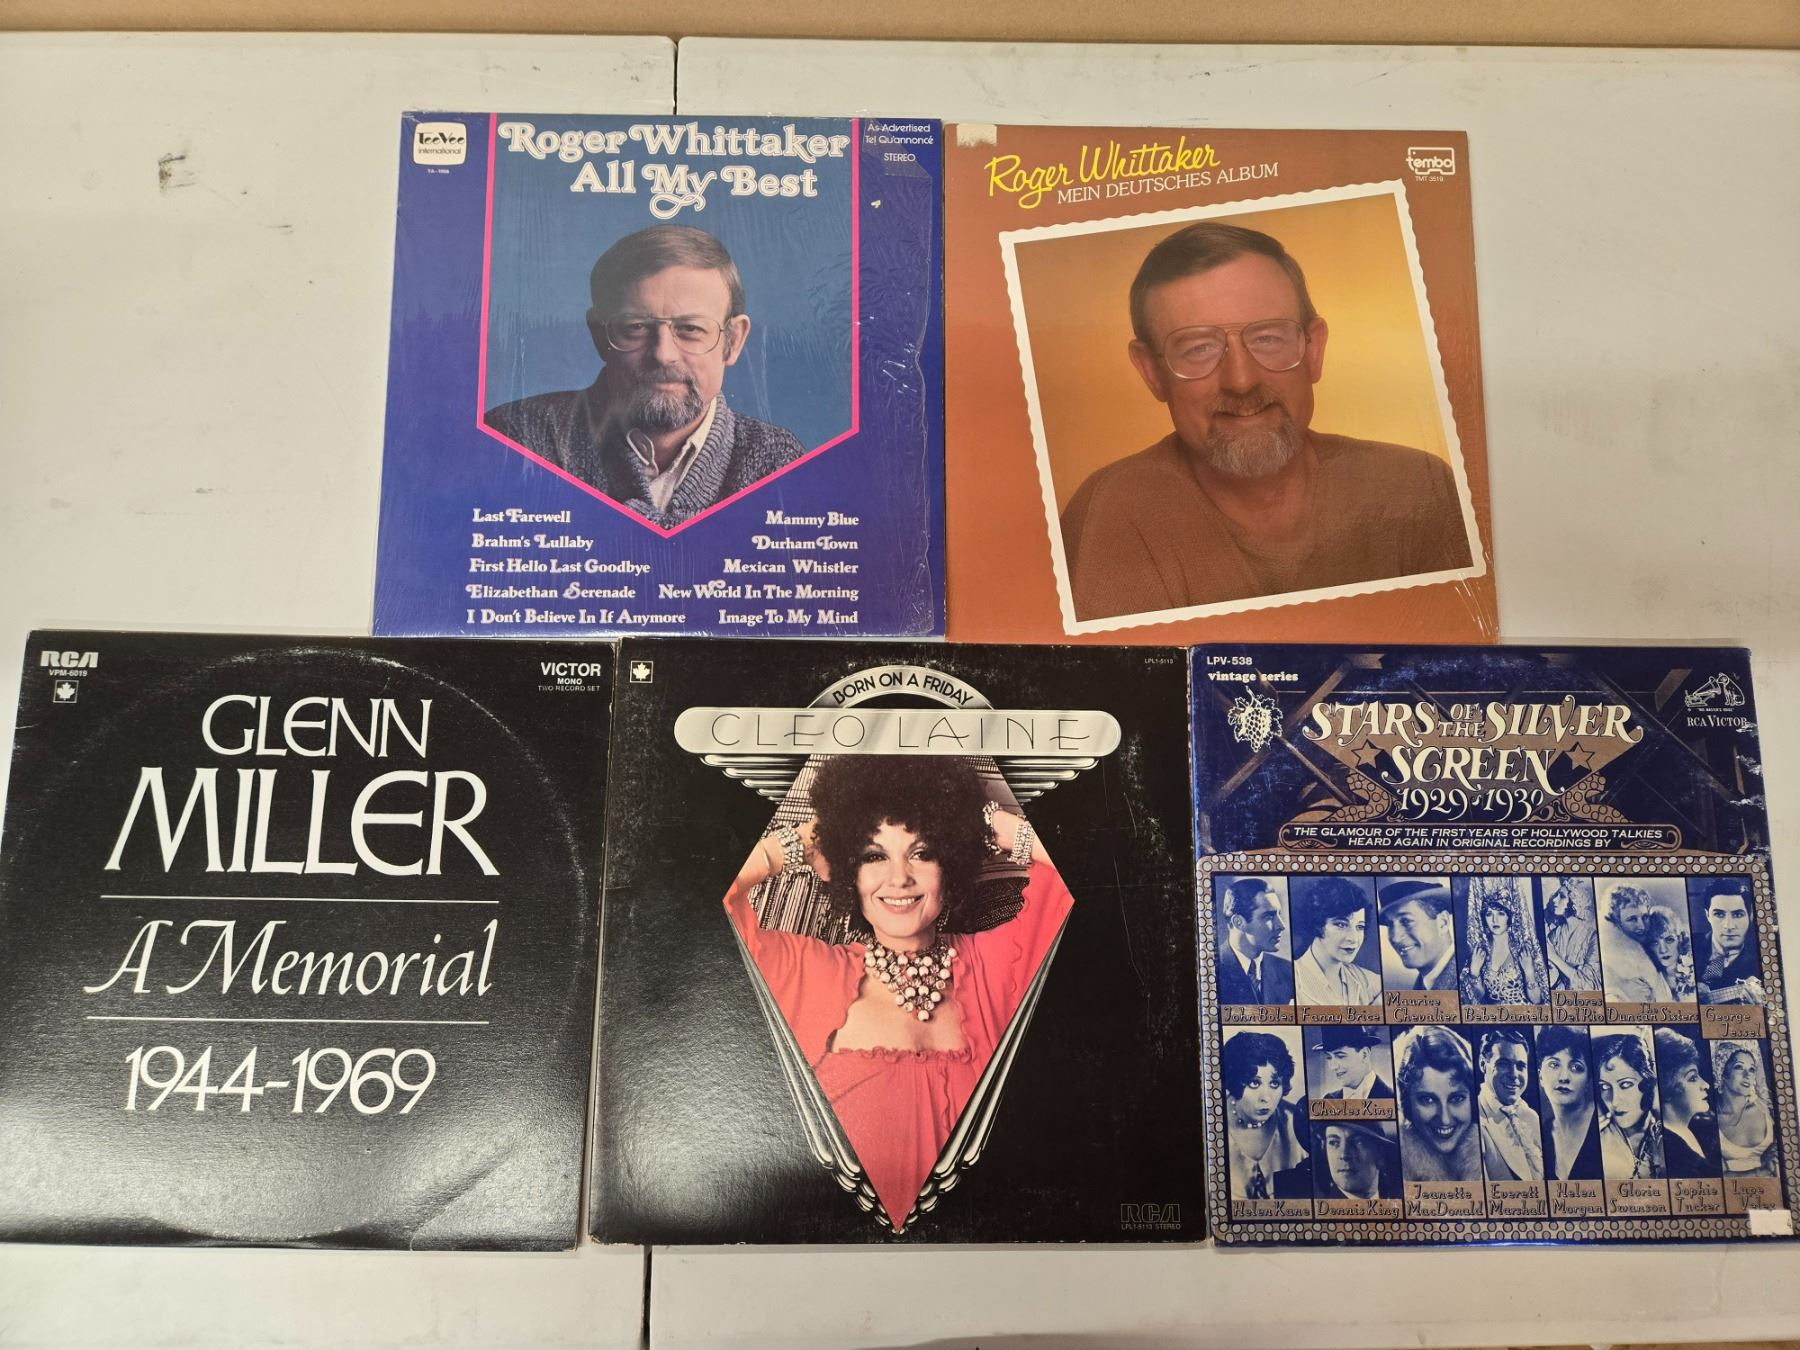 TeeVee
international
TA-1056
Roger Whittaker
All My Best
As Advertised
Tel Qu'annoncé
STEREO
Last Farewell
Brahm's Lullaby
First Hello Last Goodbye
Elizabethan Serenade
I Don't Believe In If Anymore
Mammy Blue
Durham Town
Mexican Whistler
New World In The Morning
Image To My Mind
Roger Whittaker
MEIN DEUTSCHES ALBUM
tembo
TMT 3519
RCA
VPM-6019
VICTOR
MONO
TWO RECORD SET
GLENN
MILLER
A Memorial
1944-1969
LPL1-5113
BORN ON A FRIDAY
CLEO LAINE
RCA
LPL1-5113 STEREO
LPV-538
vintage series
"HIS MASTER'S VOICE"
RCA VICTOR
STARS OF THE SILVER
SCREEN
1929-1930
THE GLAMOUR OF THE FIRST YEARS OF HOLLYWOOD TALKIES
HEARD AGAIN IN ORIGINAL RECORDINGS BY
John Boles
Fanny Brice
Maurice
Chevalier
Bebe Daniels
Dolores
Del Rio
The
Duncan Sisters
George
Jessel
Helen Kane
Charles King
Dennis King
Jeanette
MacDonald
Everett
Marshall
Helen
Morgan
Gloria
Swanson
Sophie
Tucker
Lupe
Velez